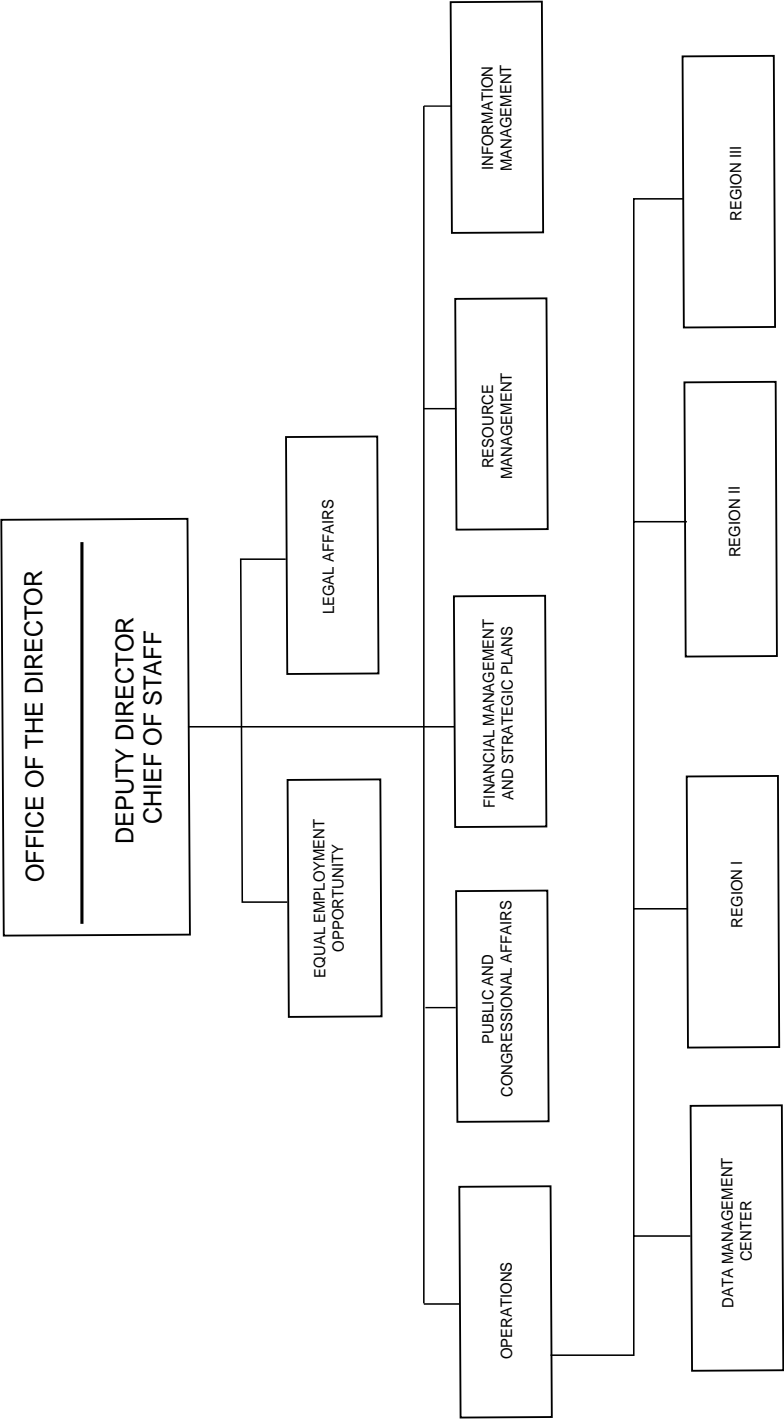 OFFICE OF THE DIRECTOR
DEPUTY DIRECTOR
CHIEF OF STAFF
EQUAL EMPLOYMENT
OPPORTUNITY
LEGAL AFFAIRS
OPERATIONS
PUBLIC AND
CONGRESSIONAL AFFAIRS
FINANCIAL MANAGEMENT
AND STRATEGIC PLANS
RESOURCE
MANAGEMENT
INFORMATION
MANAGEMENT
DATA MANAGEMENT
CENTER
REGION I
REGION II
REGION III